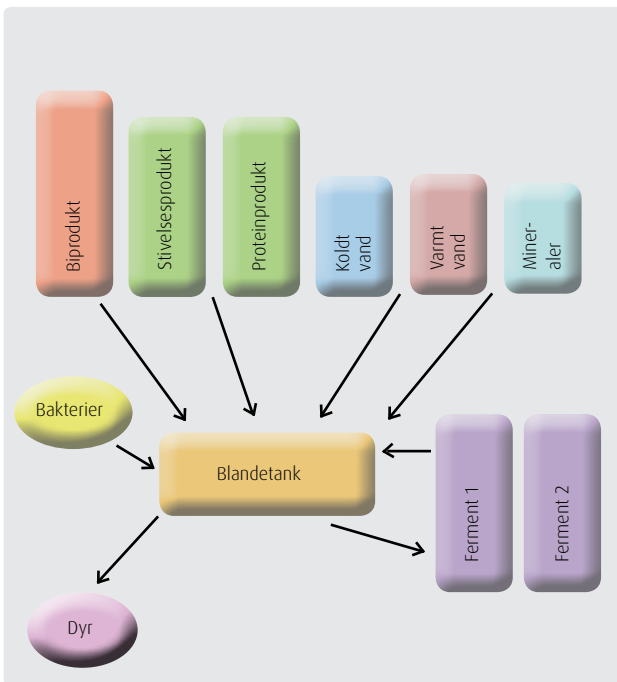 Biprodukt
Stivelsesprodukt
Proteinprodukt
Koldt
vand
Varmt
vand
Miner-
aler
Bakterier
Blandetank
Ferment 1
Ferment 2
Dyr